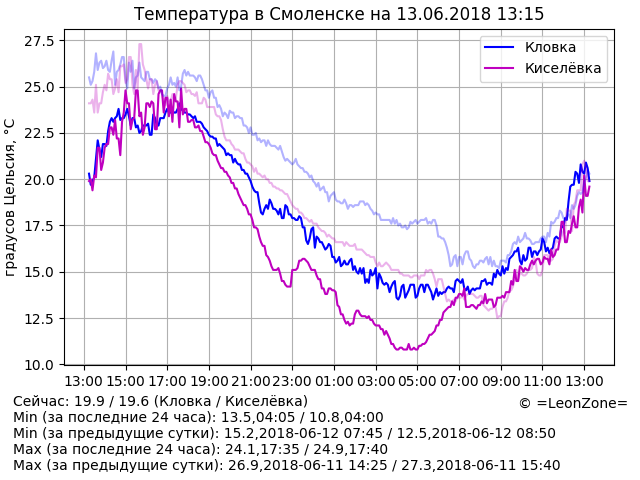 Температура в Смоленске на 13.06.2018 13:15
27.5
25.0
22.5
20.0
17.5
15.0
12.5
10.0
градусов Цельсия, °C
Кловка
Киселёвка
13:00 15:00 17:00 19:00 21:00 23:00 01:00 03:00 05:00 07:00 09:00 11:00 13:00
Сейчас: 19.9 / 19.6 (Кловка / Киселёвка)
© =LeonZone=
Min (за последние 24 часа): 13.5,04:05 / 10.8,04:00
Min (за предыдущие сутки): 15.2,2018-06-12 07:45 / 12.5,2018-06-12 08:50
Max (за последние 24 часа): 24.1,17:35 / 24.9,17:40
Max (за предыдущие сутки): 26.9,2018-06-11 14:25 / 27.3,2018-06-11 15:40